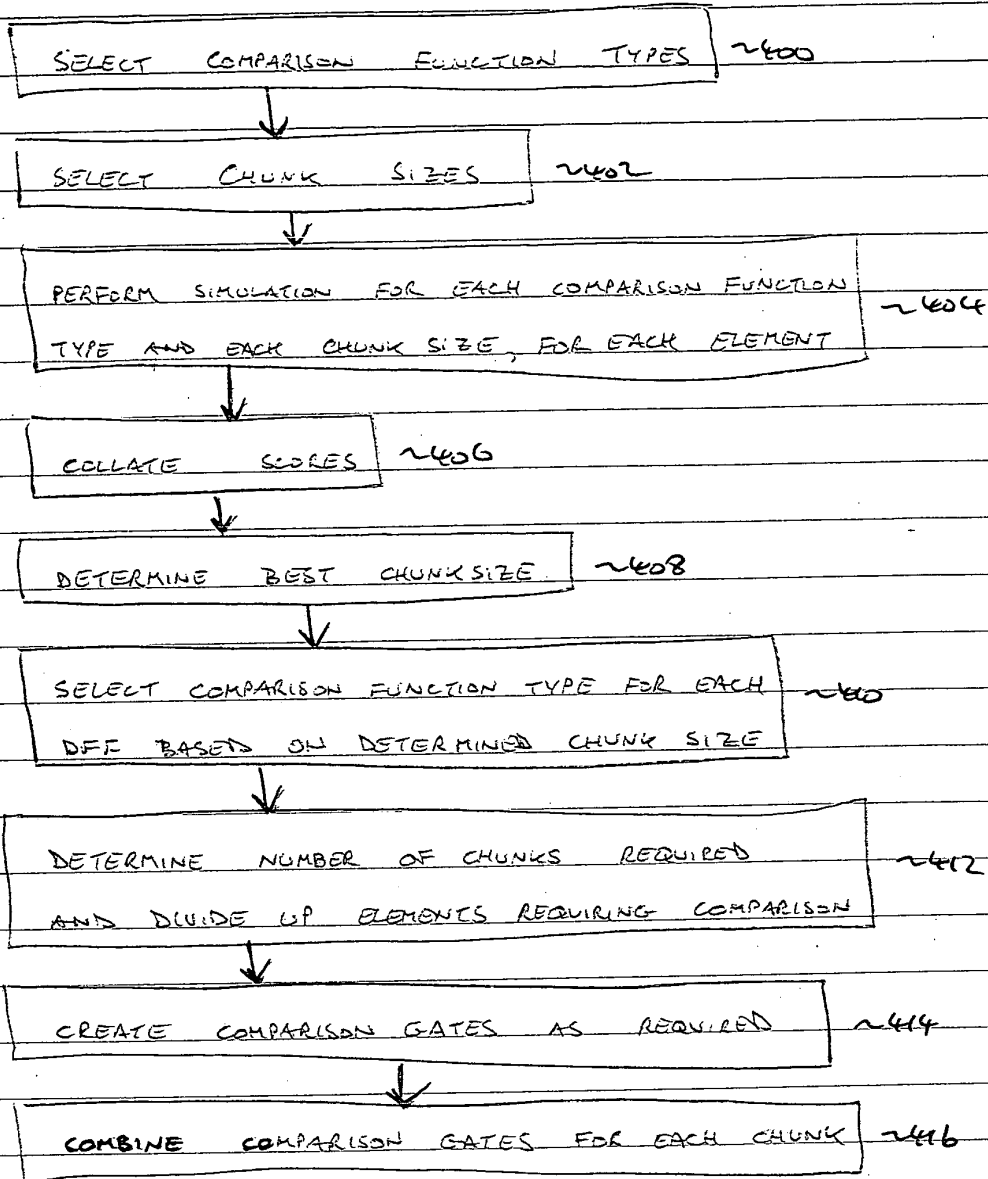 SELECT COMPARISON FUNCTION TYPES ~400
SELECT CHUNK SIZES ~402
PERFORM SIMULATION FOR EACH COMPARISON FUNCTION
~404
TYPE AND EACH CHUNK SIZE, FOR EACH ELEMENT
COLLATE SCORES ~406
DETERMINE BEST CHUNKSIZE ~408
SELECT COMPARISON FUNCTION TYPE FOR EACH ~410
DFF BASED ON DETERMINED CHUNK SIZE
DETERMINE NUMBER OF CHUNKS REQUIRED ~412
AND DIVIDE UP ELEMENTS REQUIRING COMPARISON
CREATE COMPARISON GATES AS REQUIRED ~414
COMBINE COMPARISON GATES FOR EACH CHUNK ~416